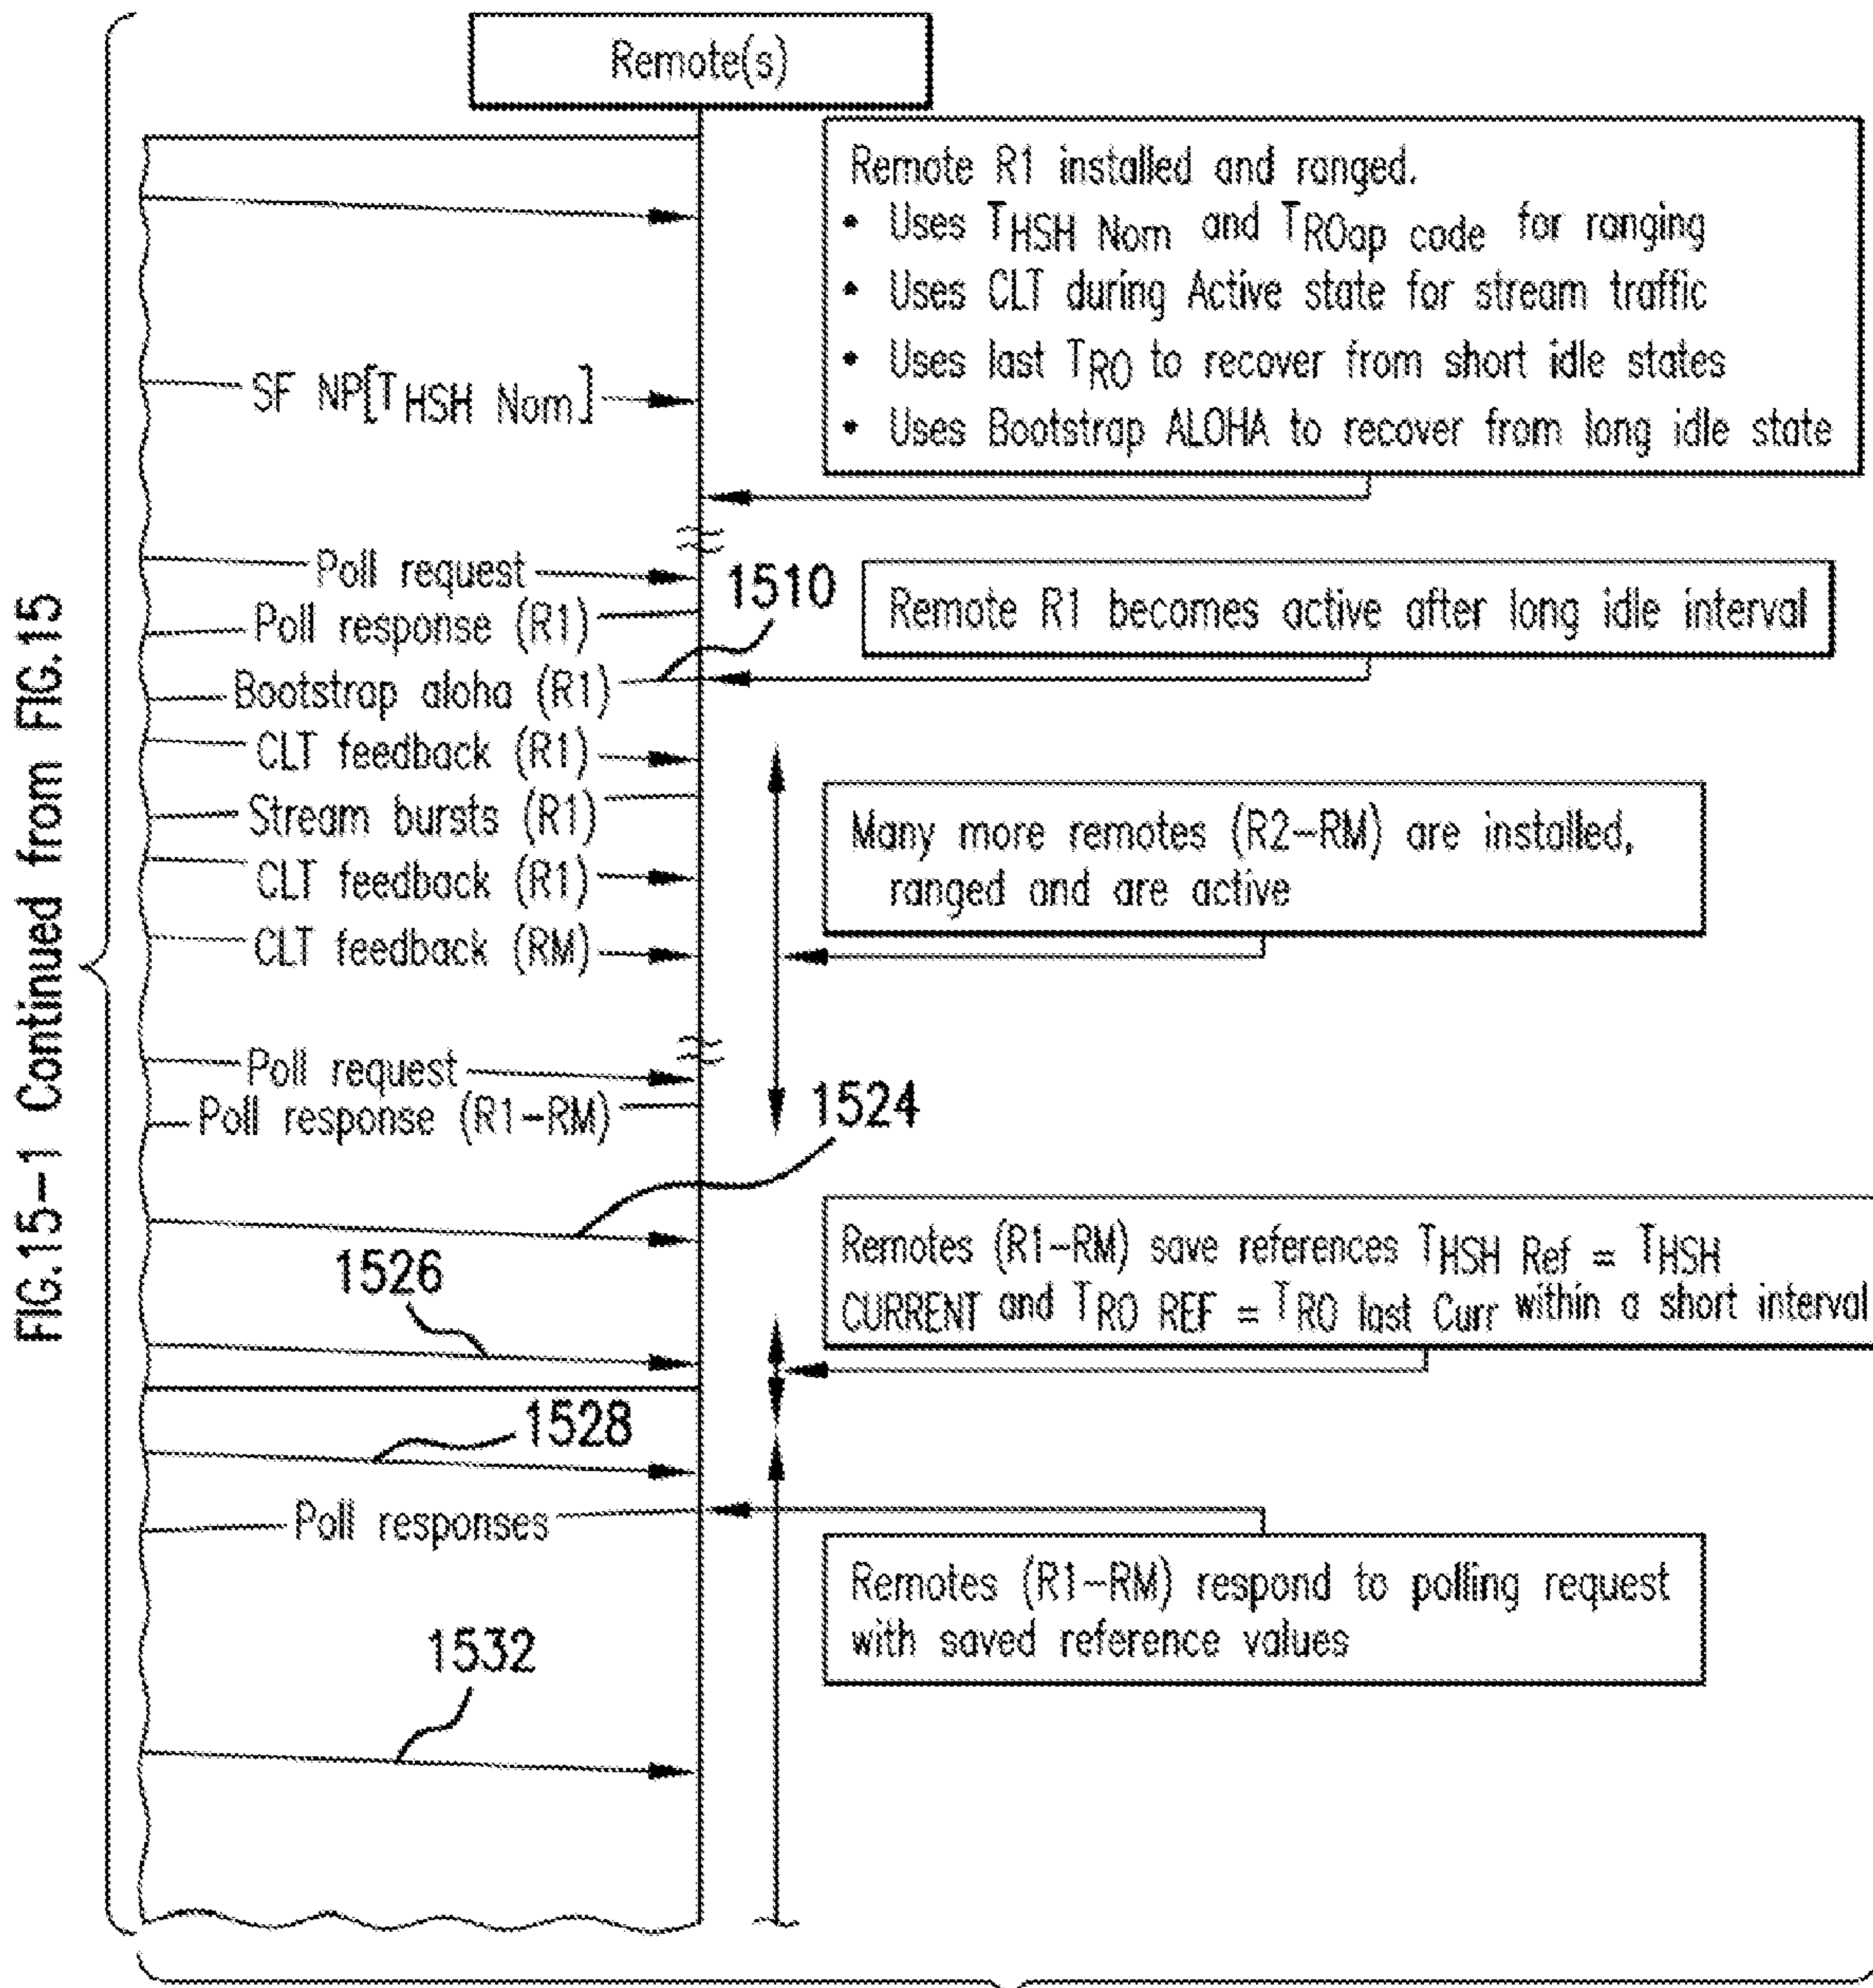 FIG.15-1 Continued from FIG.15
Remote(s)
Remote R1 installed and ranged.
• Uses THSH Nom and TROap code for ranging
• Uses CLT during Active state for stream traffic
• Uses last TRO to recover from short idle states
• Uses Bootstrap ALOHA to recover from long idle state
SF NP[THSH Nom]
Poll request
1510
Remote R1 becomes active after long idle interval
Poll response (R1)
Bootstrap aloha (R1)
CLT feedback (R1)
Stream bursts (R1)
CLT feedback (R1)
CLT feedback (RM)
Many more remotes (R2-RM) are installed,
ranged and are active
Poll request
Poll response (R1-RM)
1524
Remotes (R1-RM) save references THSH Ref = THSH
CURRENT and TRO REF = TRO last Curr within a short interval
1526
1528
Poll responses
Remotes (R1-RM) respond to polling request
with saved reference values
1532